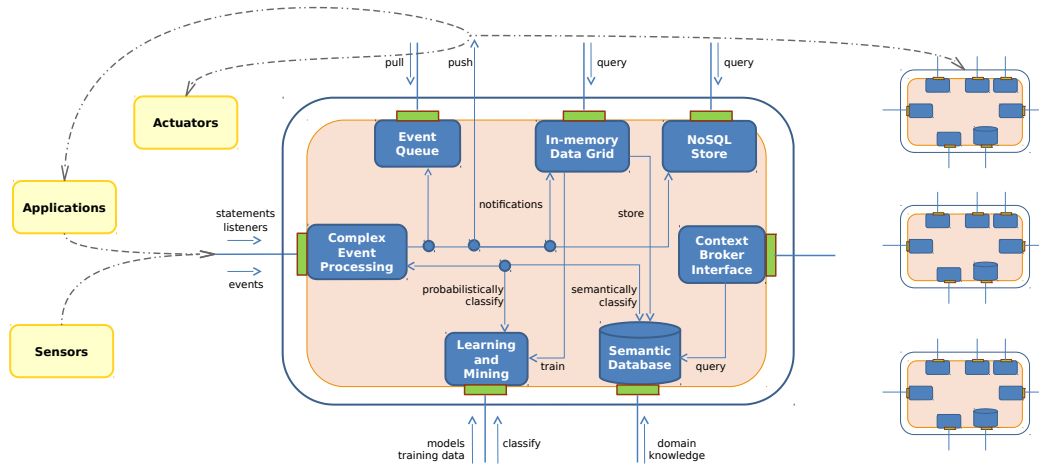 pull
push
query
query
Actuators
Event
Queue
In-memory
Data Grid
NoSQL
Store
Applications
statements
listeners
notifications
store
Complex
Event
Processing
Context
Broker
Interface
events
probabilistically
classify
semantically
classify
Sensors
Learning
and
Mining
train
Semantic
Database
query
models
training data
classify
domain
knowledge